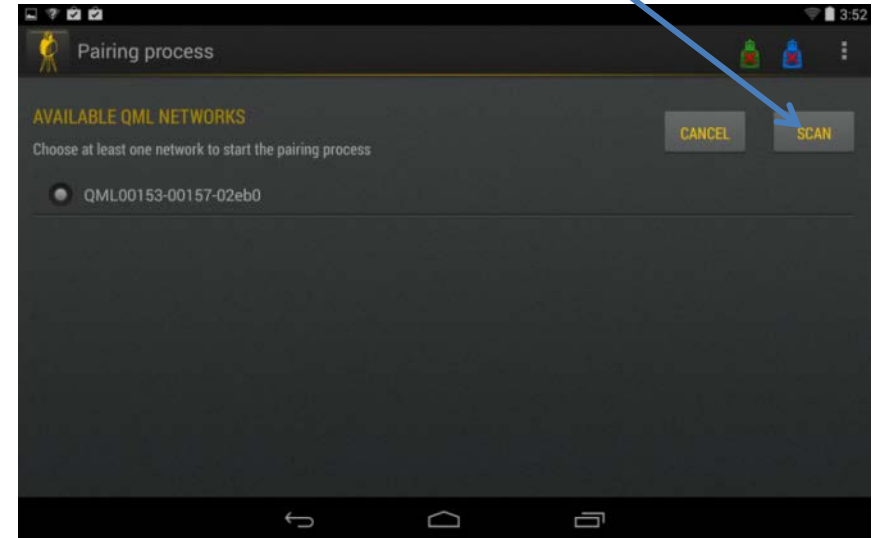 3:52
Pairing process
AVAILABLE QML NETWORKS
Choose at least one network to start the pairing process
CANCEL
SCAN
QML00153-00157-02eb0